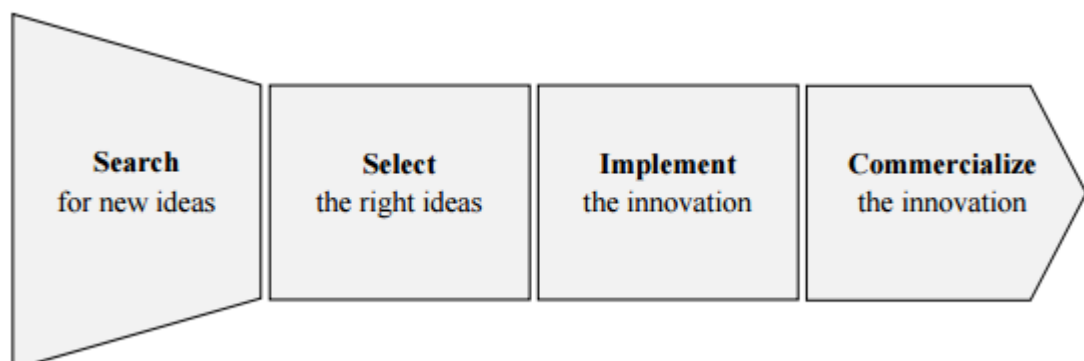 Search
for new ideas
Select
the right ideas
Implement
the innovation
Commercialize
the innovation